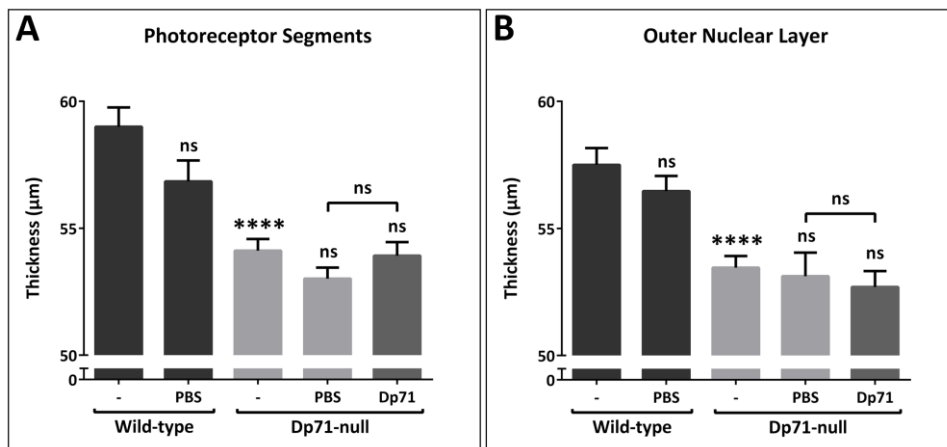 A
Photoreceptor Segments
Thickness (µm)
60
55
50
0
ns
****
ns
ns
ns
- PBS - PBS Dp71
Wild-type Dp71-null
B
Outer Nuclear Layer
Thickness (µm)
60
55
50
0
ns
****
ns
ns
ns
- PBS - PBS Dp71
Wild-type Dp71-null